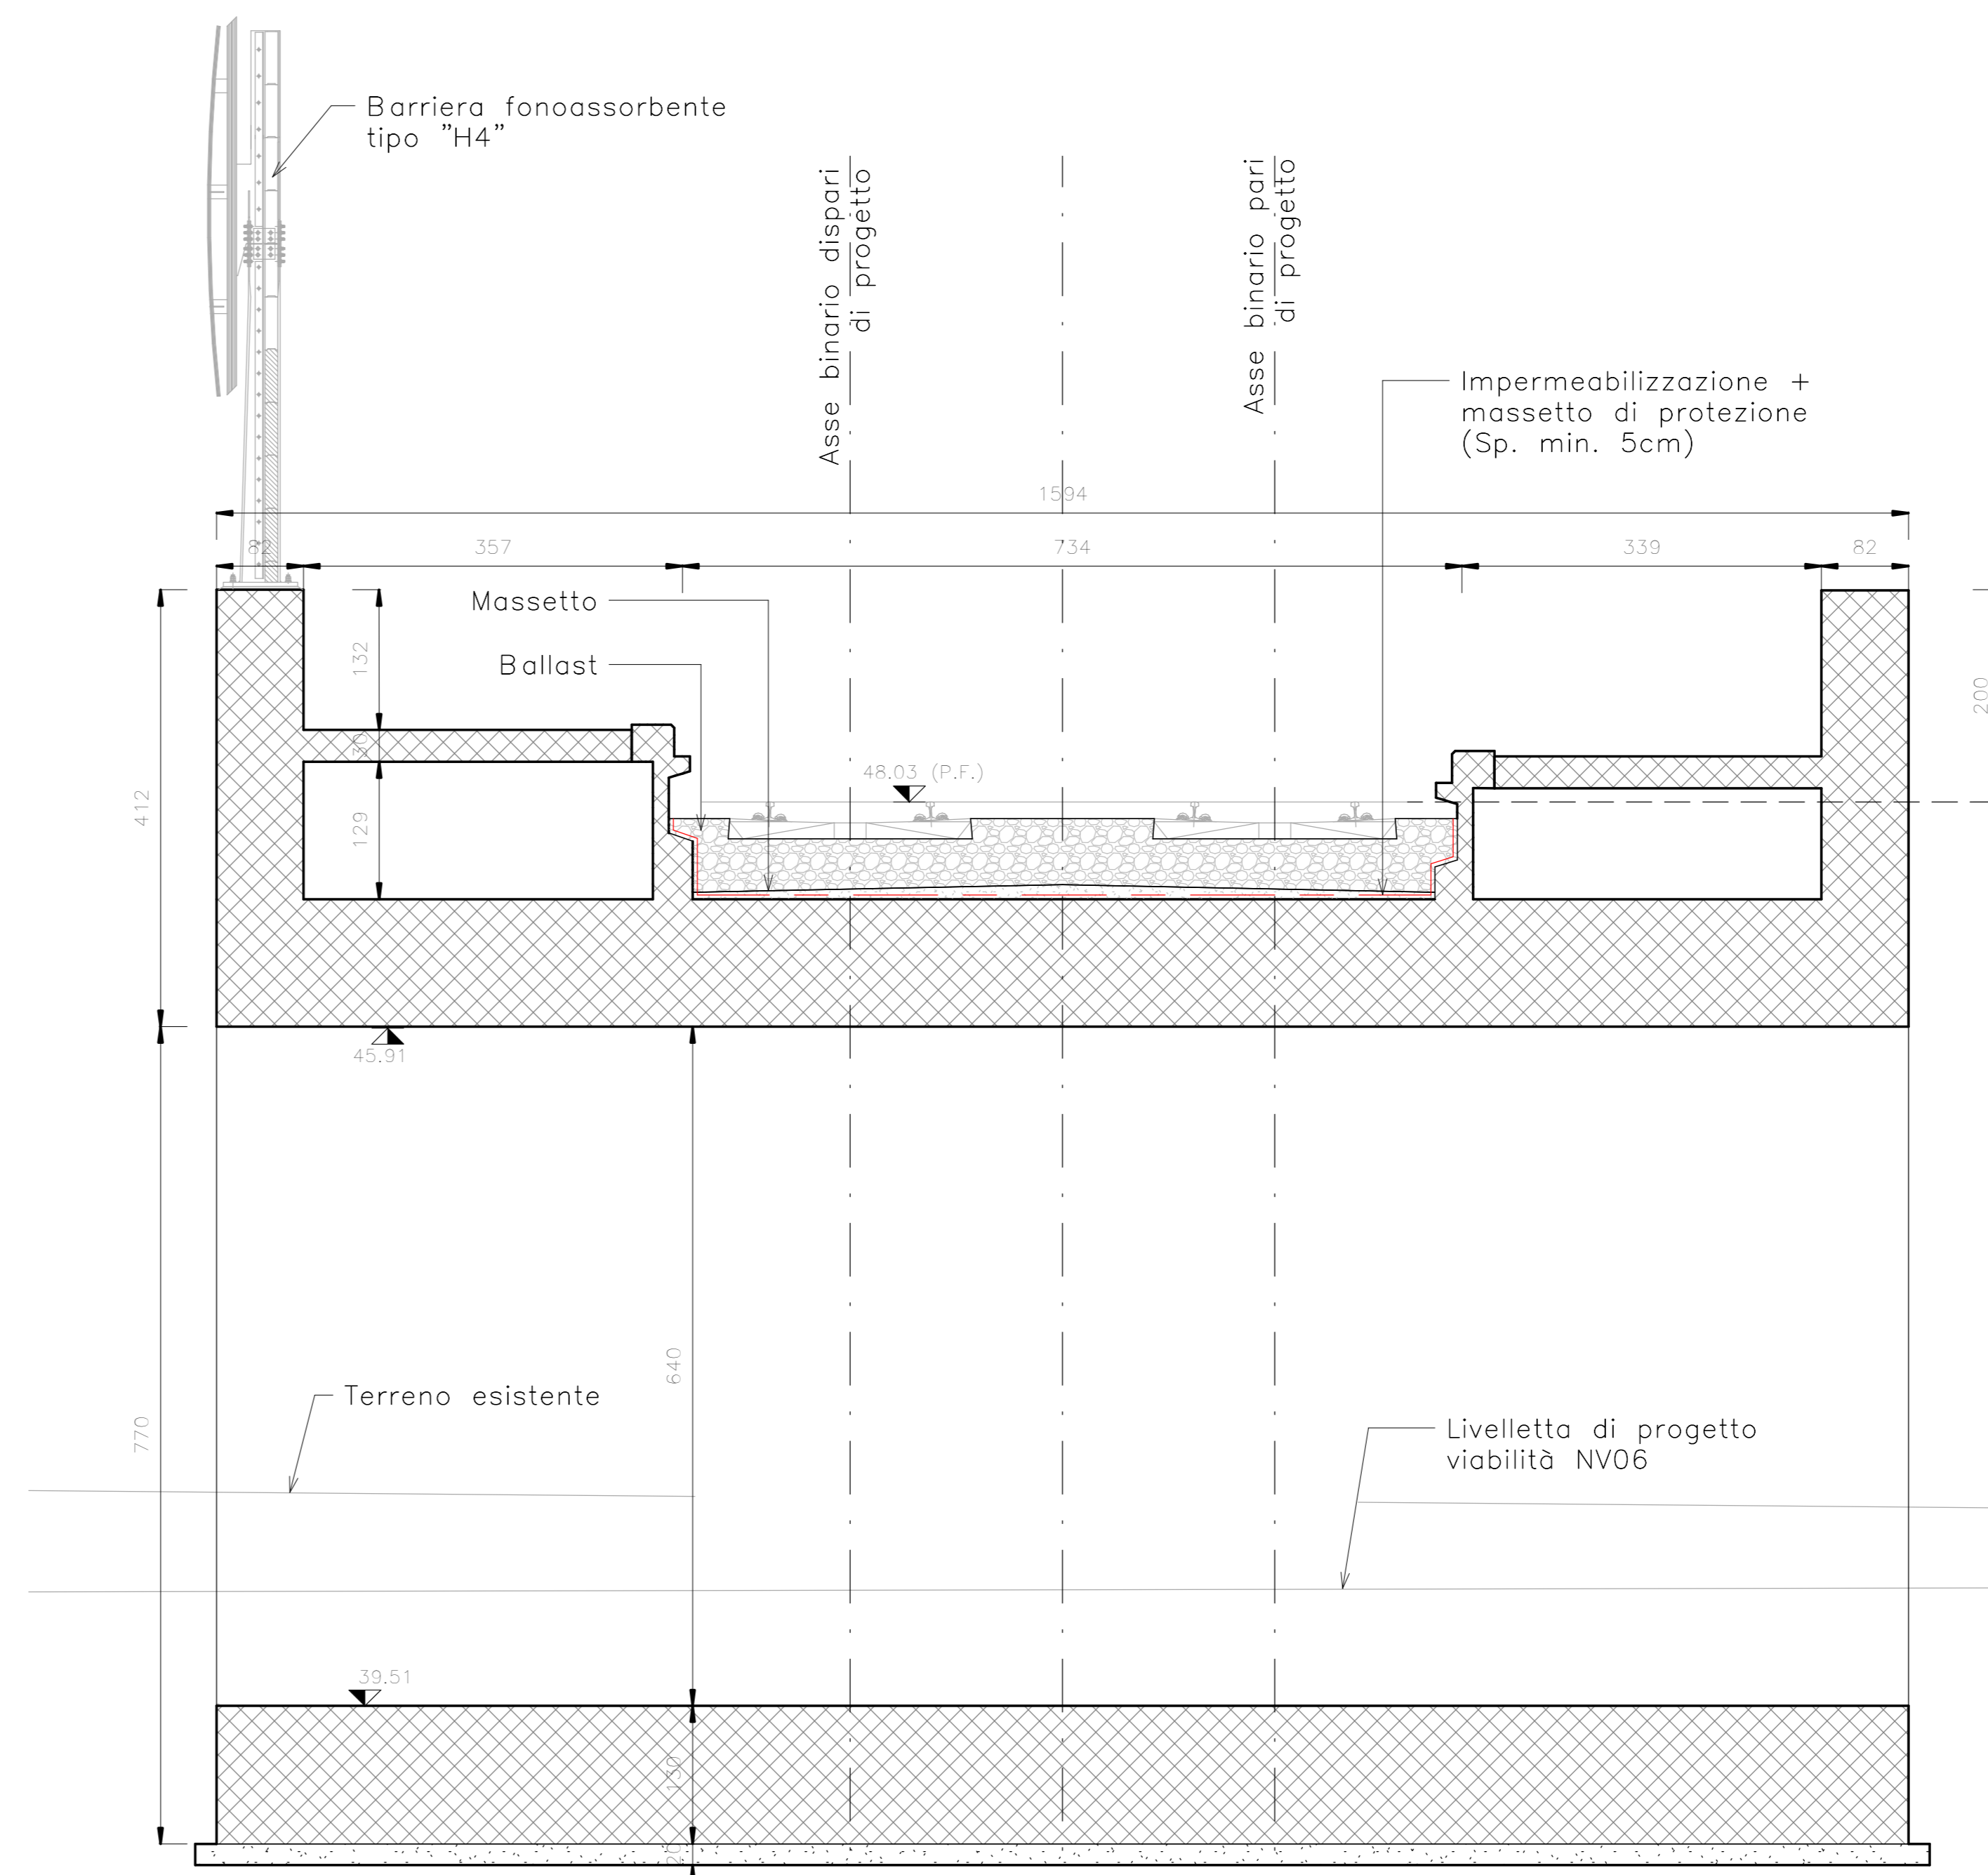 Barriera fonoassorbente
tipo "H4"
Asse binario dispari
di progetto
Asse binario pari
di progetto
Impermeabilizzazione +
massetto di protezione
(Sp. min. 5cm)
1594
82
357
734
339
82
Massetto
Ballast
132
30
129
412
200
48.03 (P.F.)
45.91
640
770
Terreno esistente
Livelletta di progetto
viabilità NV06
39.51
130
20